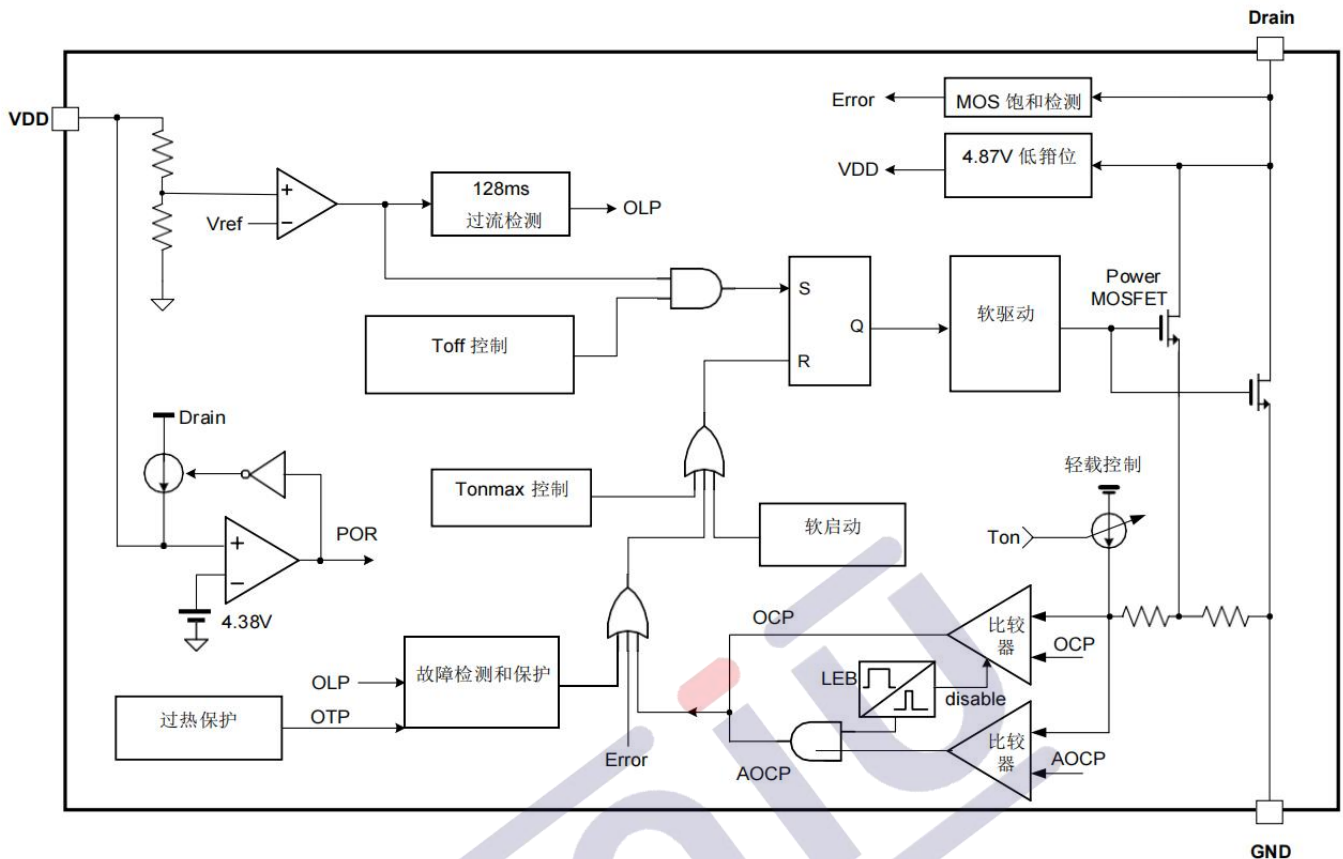 Drain
VDD
Error
MOS 饱和检测
VDD
4.87V 低箝位
128ms
过流检测
OLP
+
−
Vref
Power
MOSFET
S
Q
R
软驱动
Toff 控制
Drain
轻载控制
Tonmax 控制
软启动
Ton
POR
+
−
4.38V
OCP
比较
器
OCP
故障检测和保护
LEB
disable
OLP
过热保护
OTP
比较
器
Error
AOCP
AOCP
GND